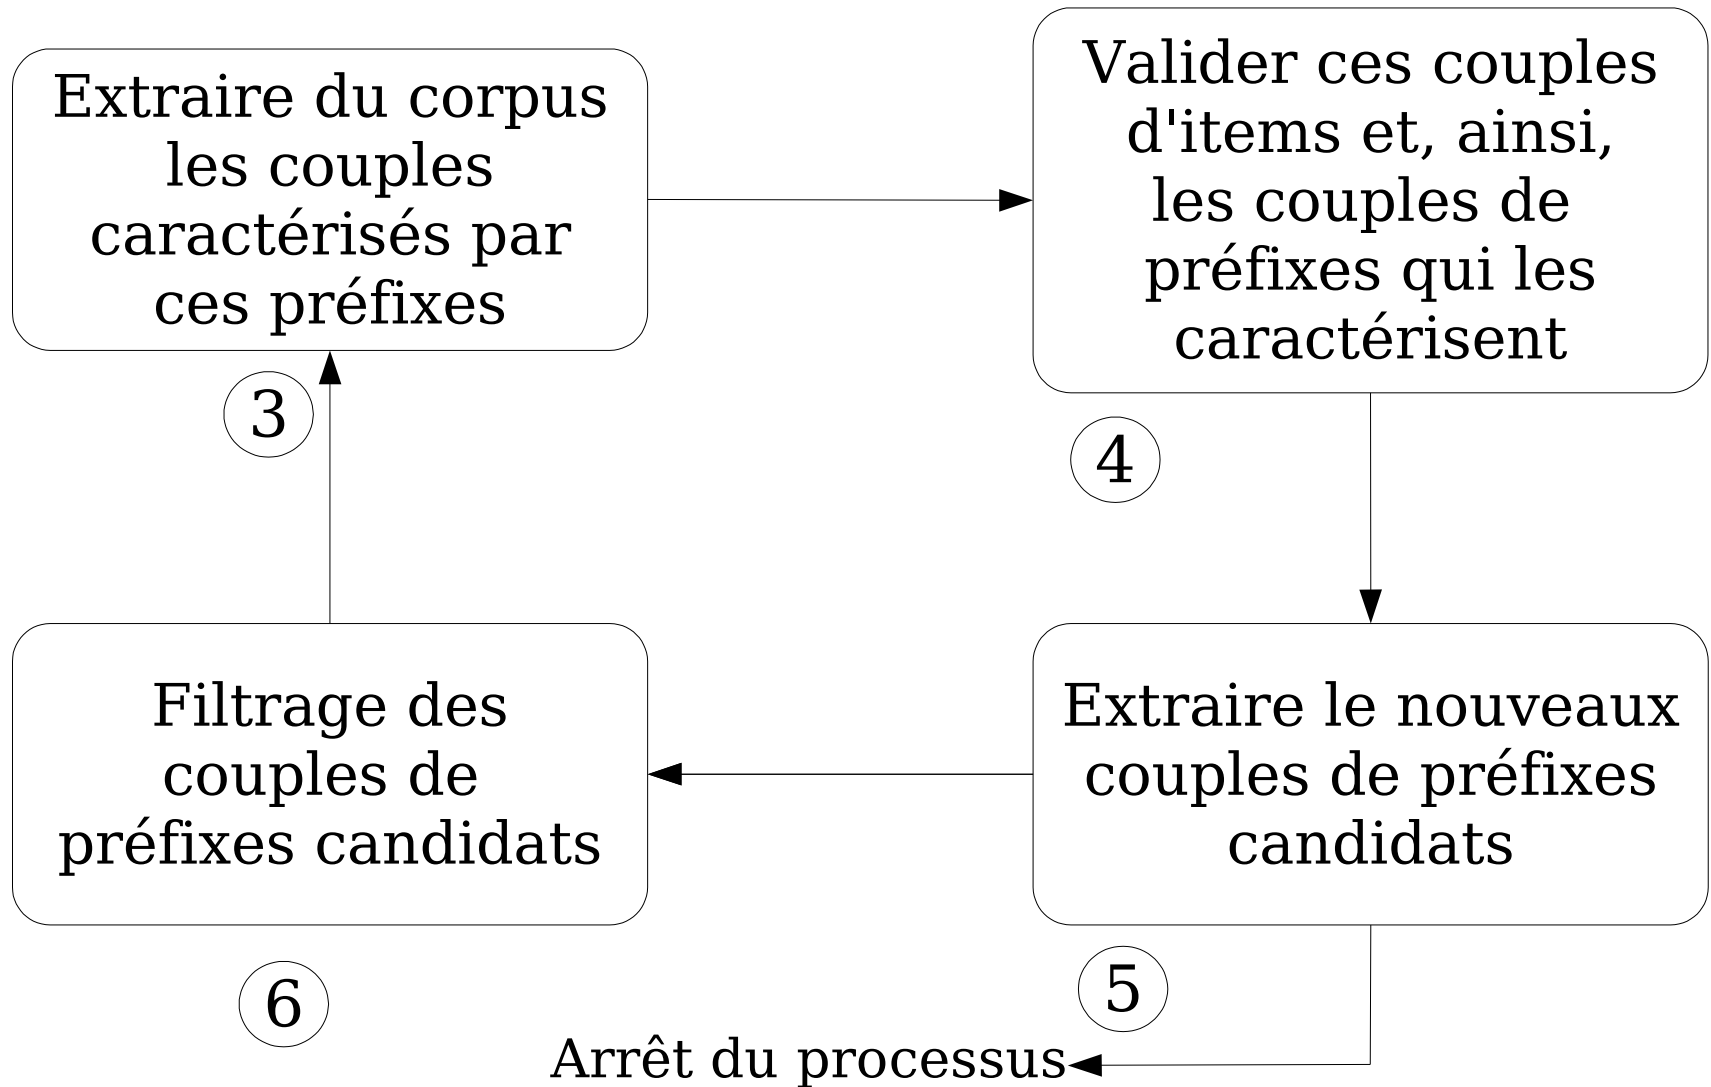 Extraire du corpus
les couples
caractérisés par
ces préfixes
3
Valider ces couples
d'items et, ainsi,
les couples de
préfixes qui les
caractérisent
4
Extraire le nouveaux
couples de préfixes
candidats
5
Filtrage des
couples de
préfixes candidats
6
Arrêt du processus